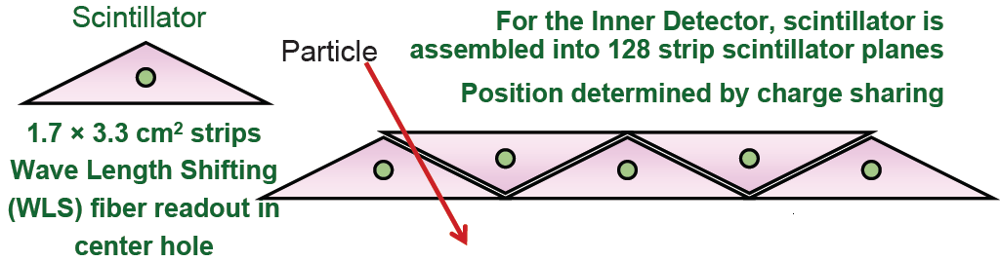 Scintillator
1.7 × 3.3 cm² strips
Wave Length Shifting
(WLS) fiber readout in
center hole
Particle
For the Inner Detector, scintillator is
assembled into 128 strip scintillator planes
Position determined by charge sharing